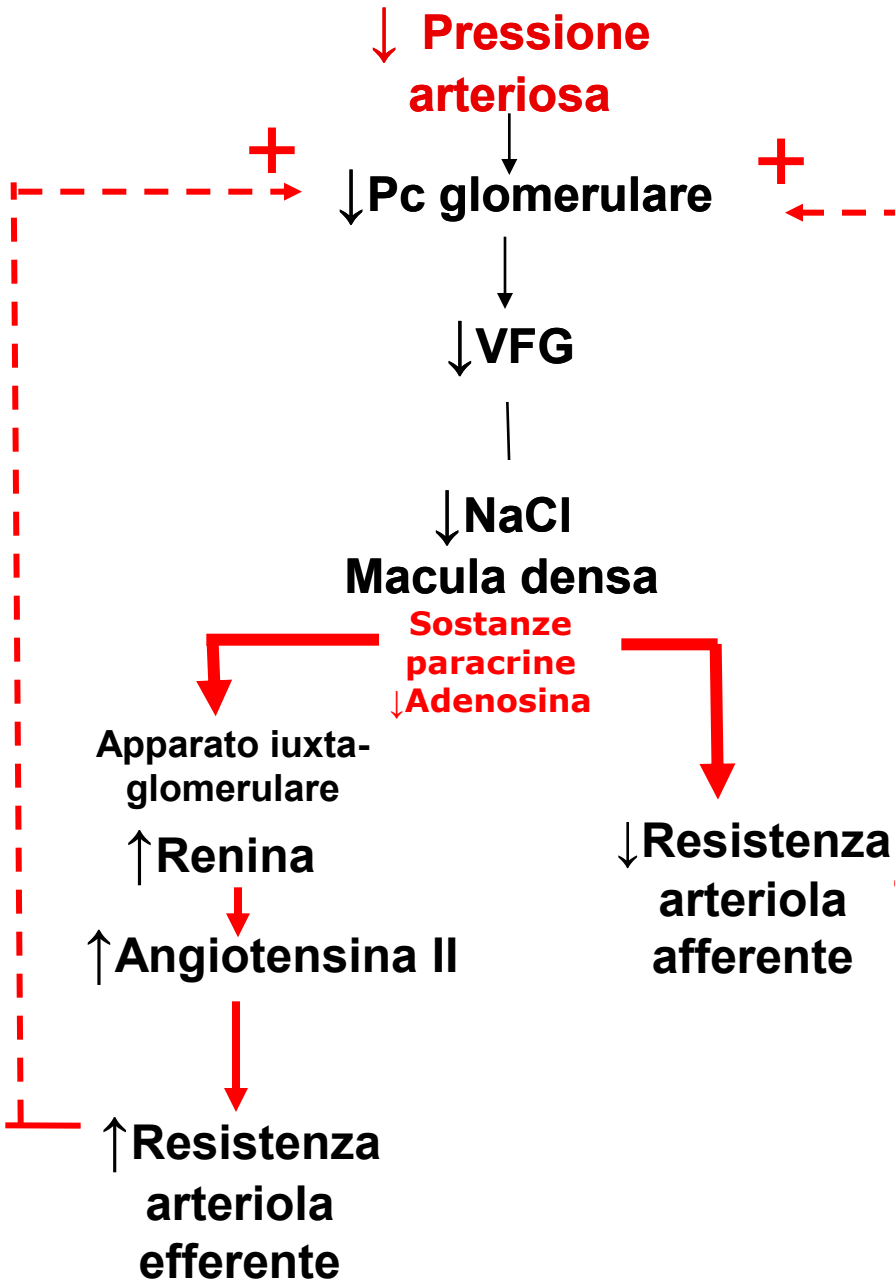 ↓ Pressione
arteriosa
+
+
↓Pc glomerulare
↓VFG
↓NaCl
Macula densa
Sostanze
paracrine
↓Adenosina
Apparato iuxta-
glomerulare
↑Renina
↑Angiotensina II
↑Resistenza
arteriola
efferente
↓Resistenza
arteriola
afferente